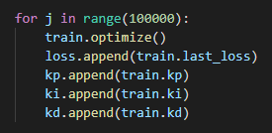 for j in range(100000):
    train.optimize()
    loss.append(train.last_loss)
    kp.append(train.kp)
    ki.append(train.ki)
    kd.append(train.kd)